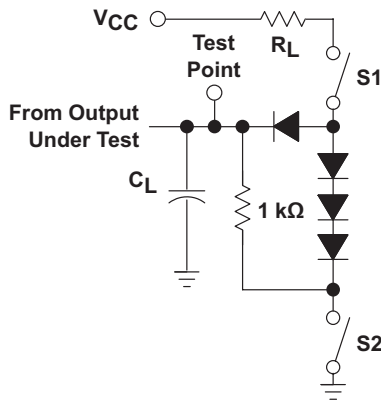 VCC
RL
Test
Point
S1
From Output
Under Test
CL
1 kΩ
S2